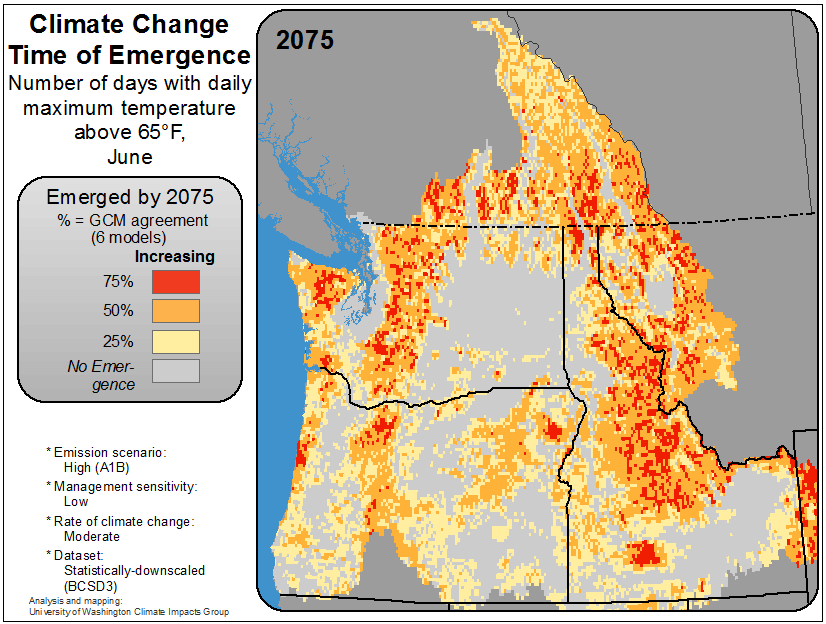 Climate Change
Time of Emergence
Number of days with daily
maximum temperature
above 65°F,
June
Emerged by 2075
% = GCM agreement
(6 models)
Increasing
75%
50%
25%
No Emer-
gence
* Emission scenario:
High (A1B)
* Management sensitivity:
Low
* Rate of climate change:
Moderate
* Dataset:
Statistically-downscaled
(BCSD3)
Analysis and mapping:
University of Washington Climate Impacts Group
2075